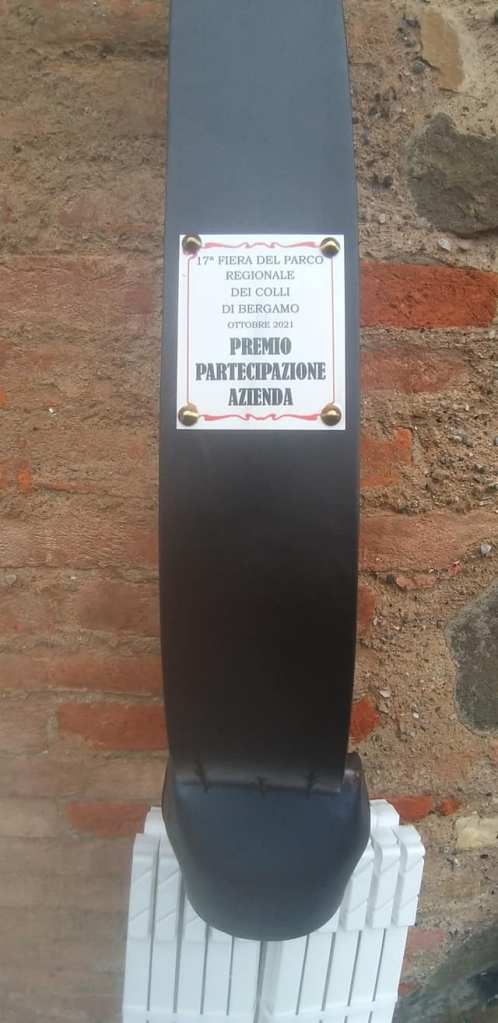 17ª FIERA DEL PARCO
REGIONALE
DEI COLLI
DI BERGAMO
OTTOBRE 2021
PREMIO
PARTECIPAZIONE
AZIENDA